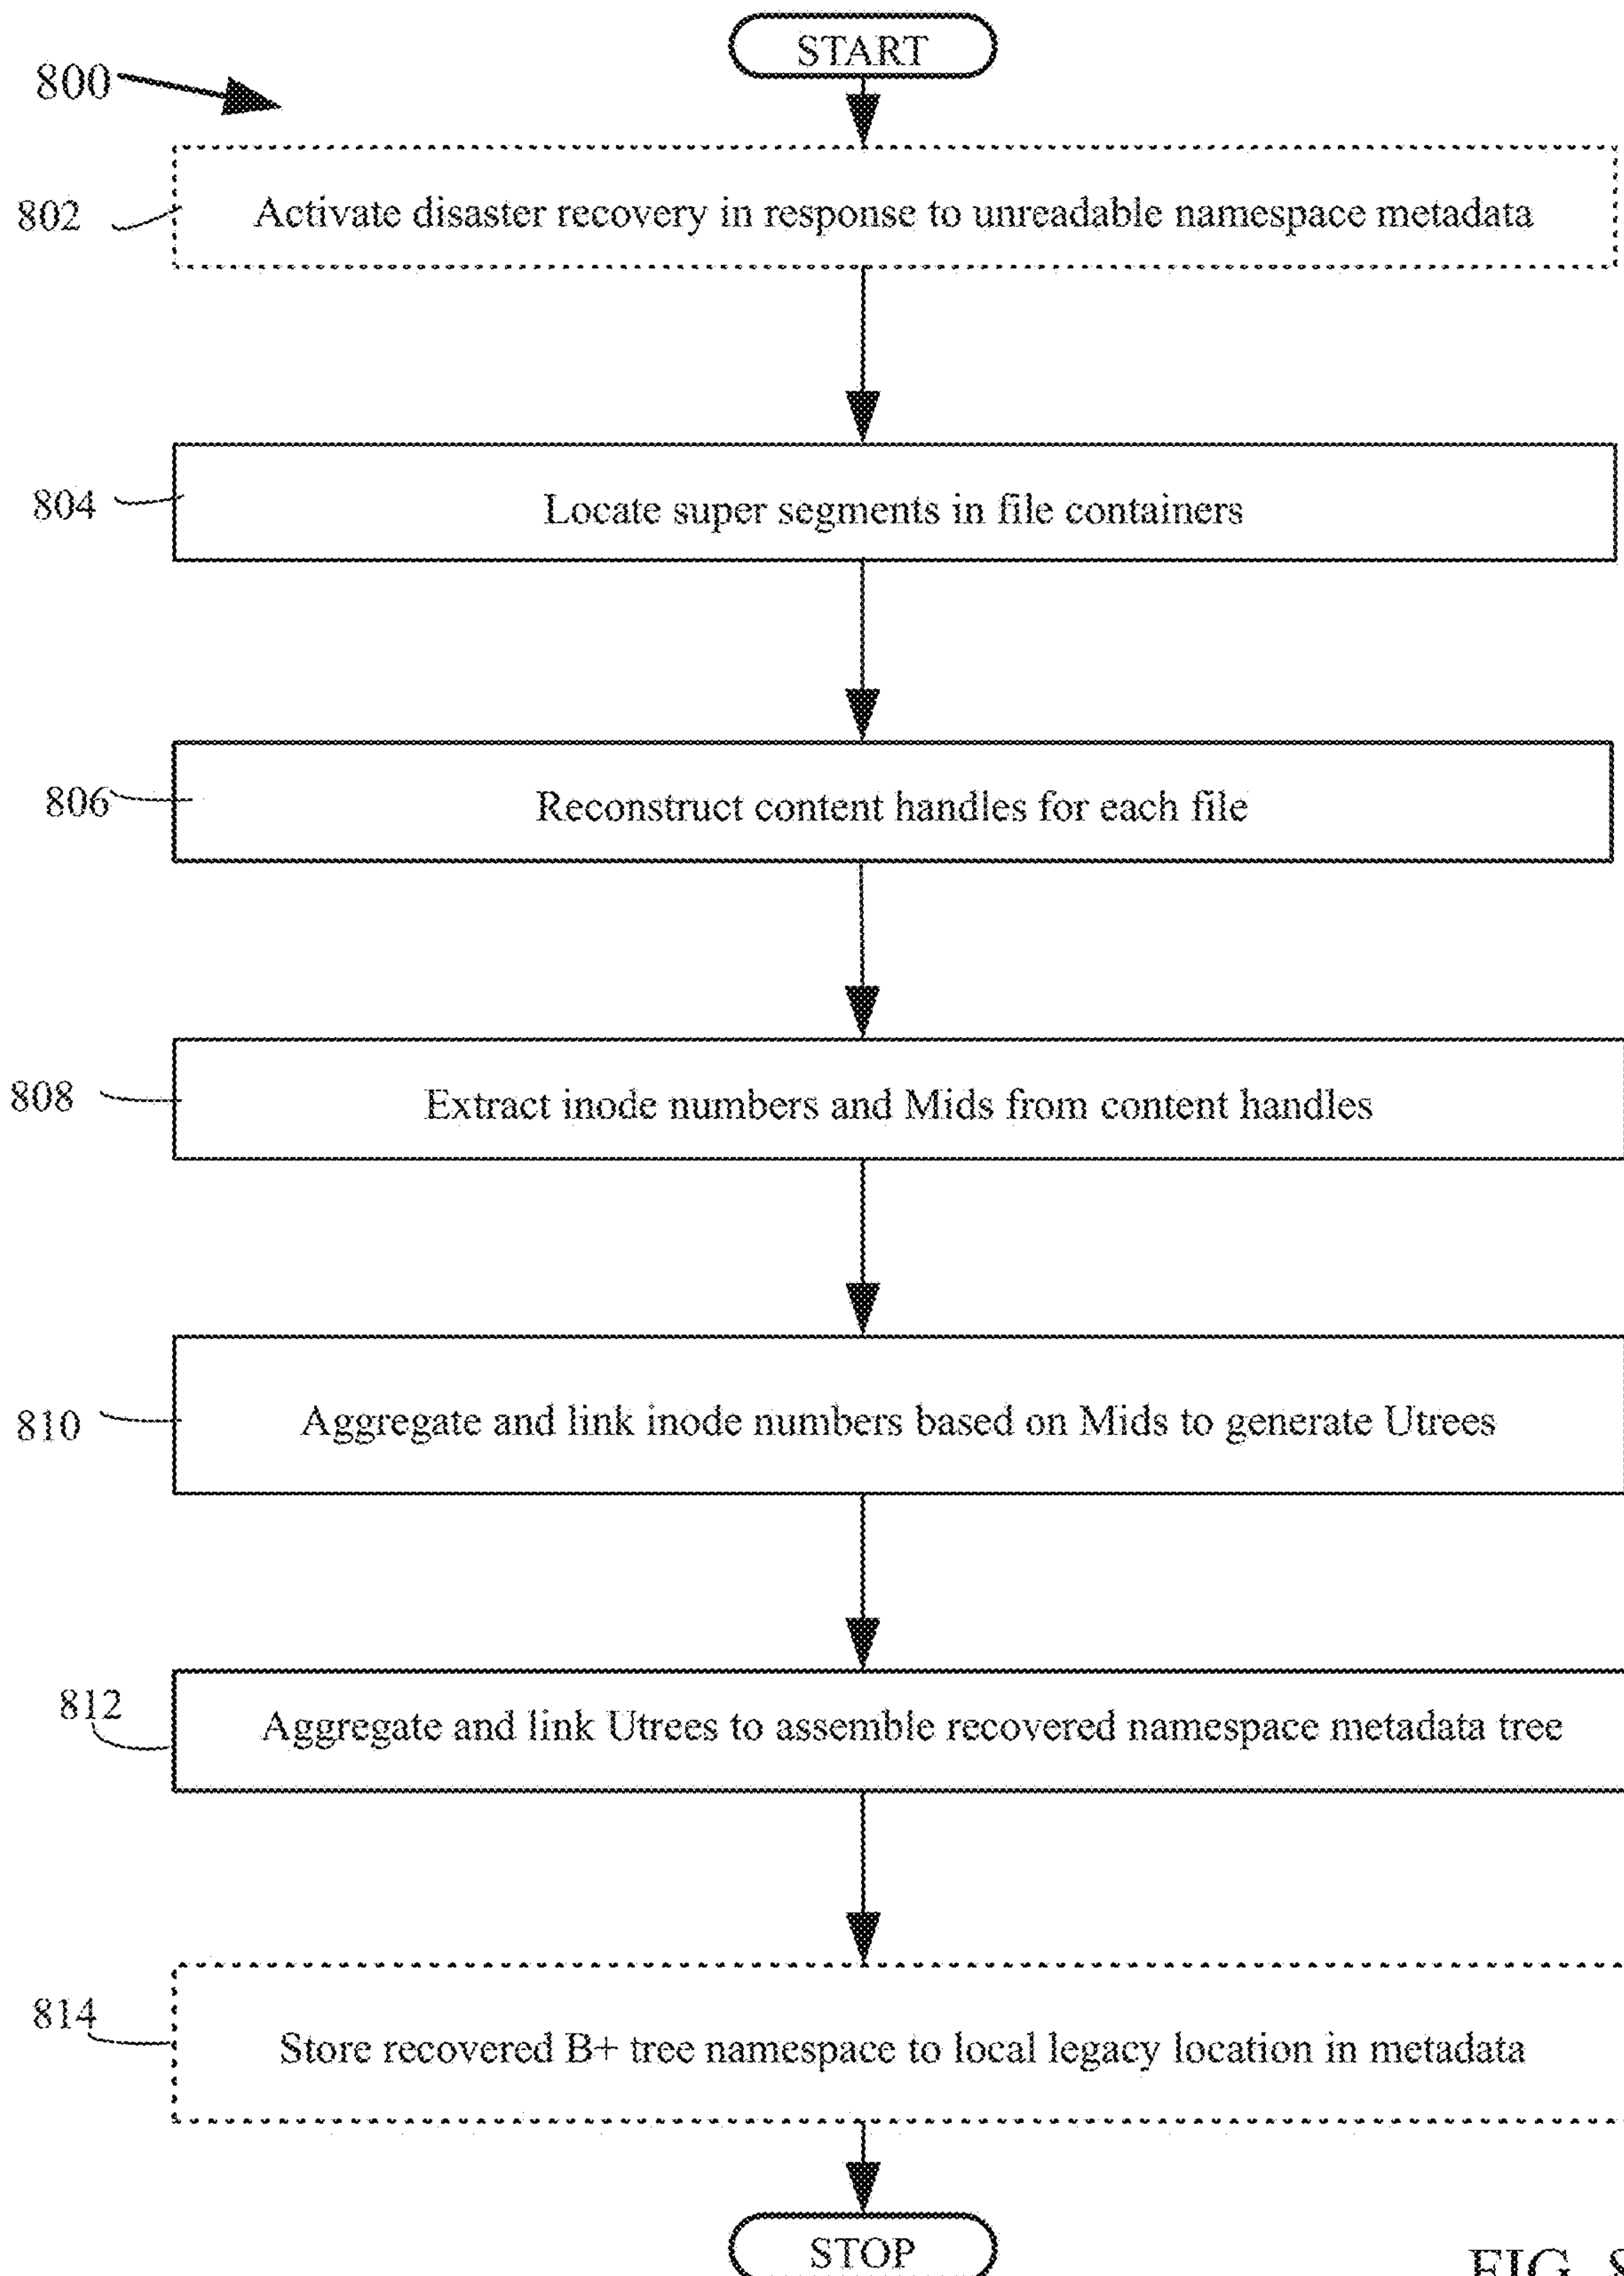 START
800
802
Activate disaster recovery in response to unreadable namespace metadata
804
Locate super segments in file containers
806
Reconstruct content handles for each file
808
Extract inode numbers and Mids from content handles
810
Aggregate and link inode numbers based on Mids to generate Utrees
812
Aggregate and link Utrees to assemble recovered namespace metadata tree
814
Store recovered B+ tree namespace to local legacy location in metadata
STOP
FIG. 8